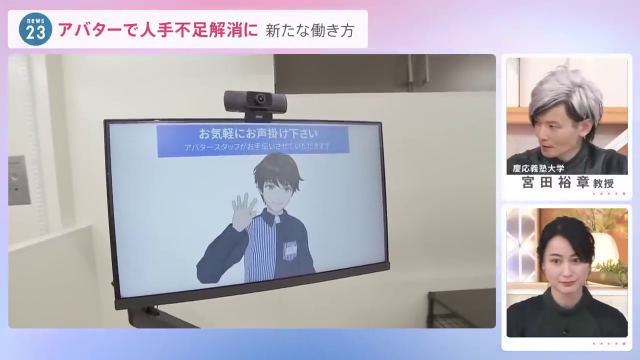 news
23
アバターで人手不足解消に 新たな働き方
お気軽にお声掛け下さい
アバタースタッフがお手伝いさせていただきます
慶応義塾大学
宮田裕章教授